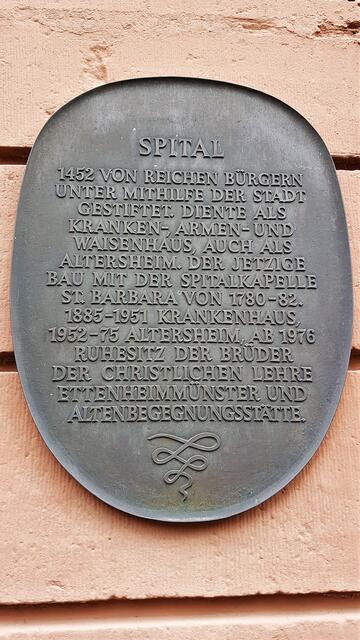 SPITAL
1452 VON REICHEN BÜRGERN
UNTER MITHILFE DER STADT
GESTIFTET. DIENTE ALS
KRANKEN-, ARMEN- UND
WAISENHAUS, AUCH ALS
ALTERSHEIM. DER JETZIGE
BAU MIT DER SPITALKAPELLE
ST. BARBARA VON 1780-82.
1885-1951 KRANKENHAUS,
1952-75 ALTERSHEIM, AB 1976
RUHESITZ DER BRÜDER
DER CHRISTLICHEN LEHRE
ETTENHEIMMÜNSTER UND
ALTENBEGEGNUNGSSTÄTTE.